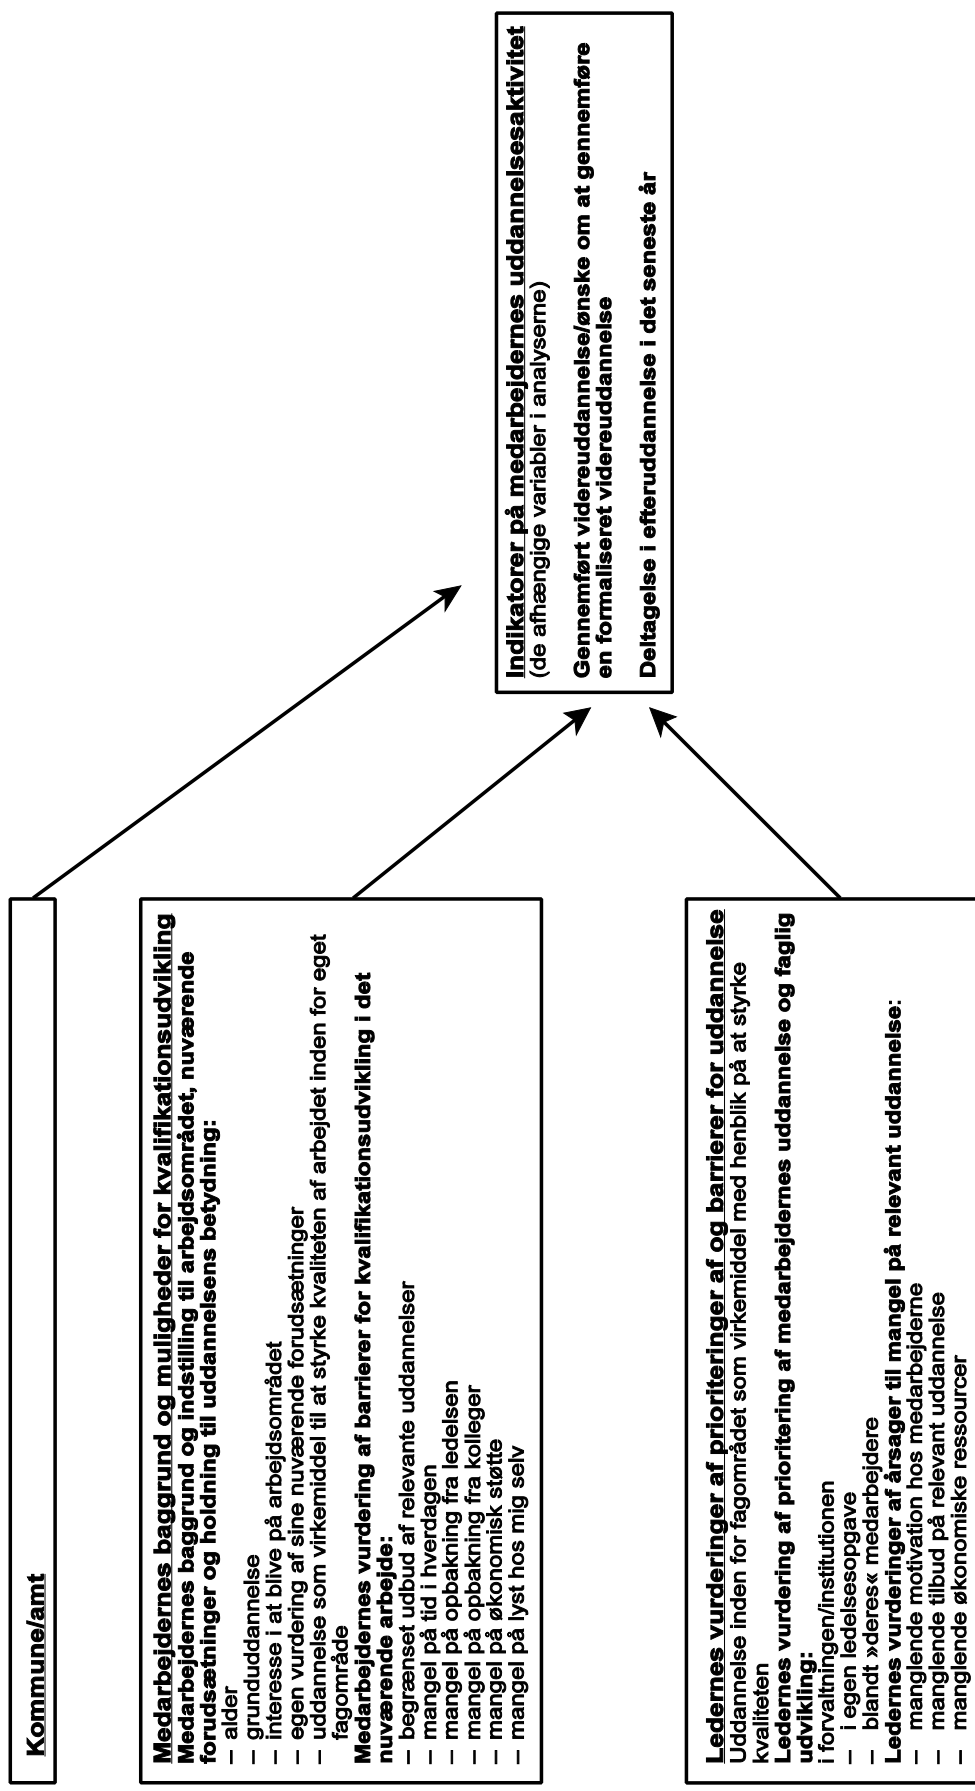 Kommune/amt
Medarbejdernes baggrund og muligheder for kvalifikationsudvikling
Medarbejdernes baggrund og indstilling til arbejdsområdet, nuværende
forudsætninger og holdning til uddannelsens betydning:
– alder
– grunduddannelse
– interesse i at blive på arbejdsområdet
– egen vurdering af sine nuværende forudsætninger
– uddannelse som virkemiddel til at styrke kvaliteten af arbejdet inden for eget
fagområde
Medarbejdernes vurdering af barrierer for kvalifikationsudvikling i det
nuværende arbejde:
– begrænset udbud af relevante uddannelser
– mangel på tid i hverdagen
– mangel på opbakning fra ledelsen
– mangel på opbakning fra kolleger
– mangel på økonomisk støtte
– mangel på lyst hos mig selv
Ledernes vurderinger af prioriteringer af og barrierer for uddannelse
Uddannelse inden for fagområdet som virkemiddel med henblik på at styrke
kvaliteten
Ledernes vurdering af prioritering af medarbejdernes uddannelse og faglig
udvikling:
i forvaltningen/institutionen
– i egen ledelsesopgave
– blandt »deres« medarbejdere
Ledernes vurderinger af årsager til mangel på relevant uddannelse:
– manglende motivation hos medarbejderne
– manglende tilbud på relevant uddannelse
– manglende økonomiske ressourcer
Indikatorer på medarbejdernes uddannelsesaktivitet
(de afhængige variabler i analyserne)
Gennemført videreuddannelse/ønske om at gennemføre
en formaliseret videreuddannelse
Deltagelse i efteruddannelse i det seneste år